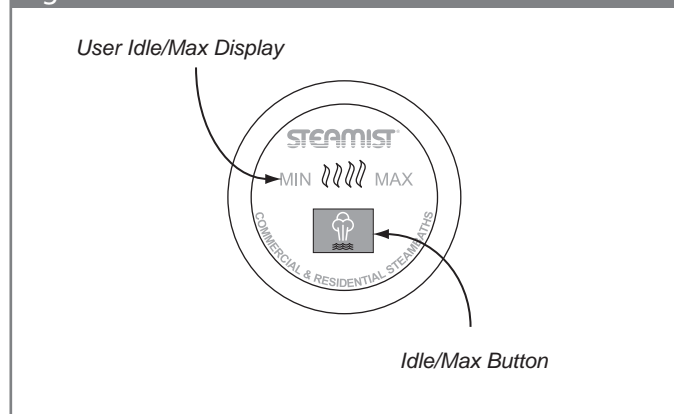 User Idle/Max Display
STEAMIST
MIN MAX
COMMERCIAL & RESIDENTIAL STEAMBATHS
Idle/Max Button